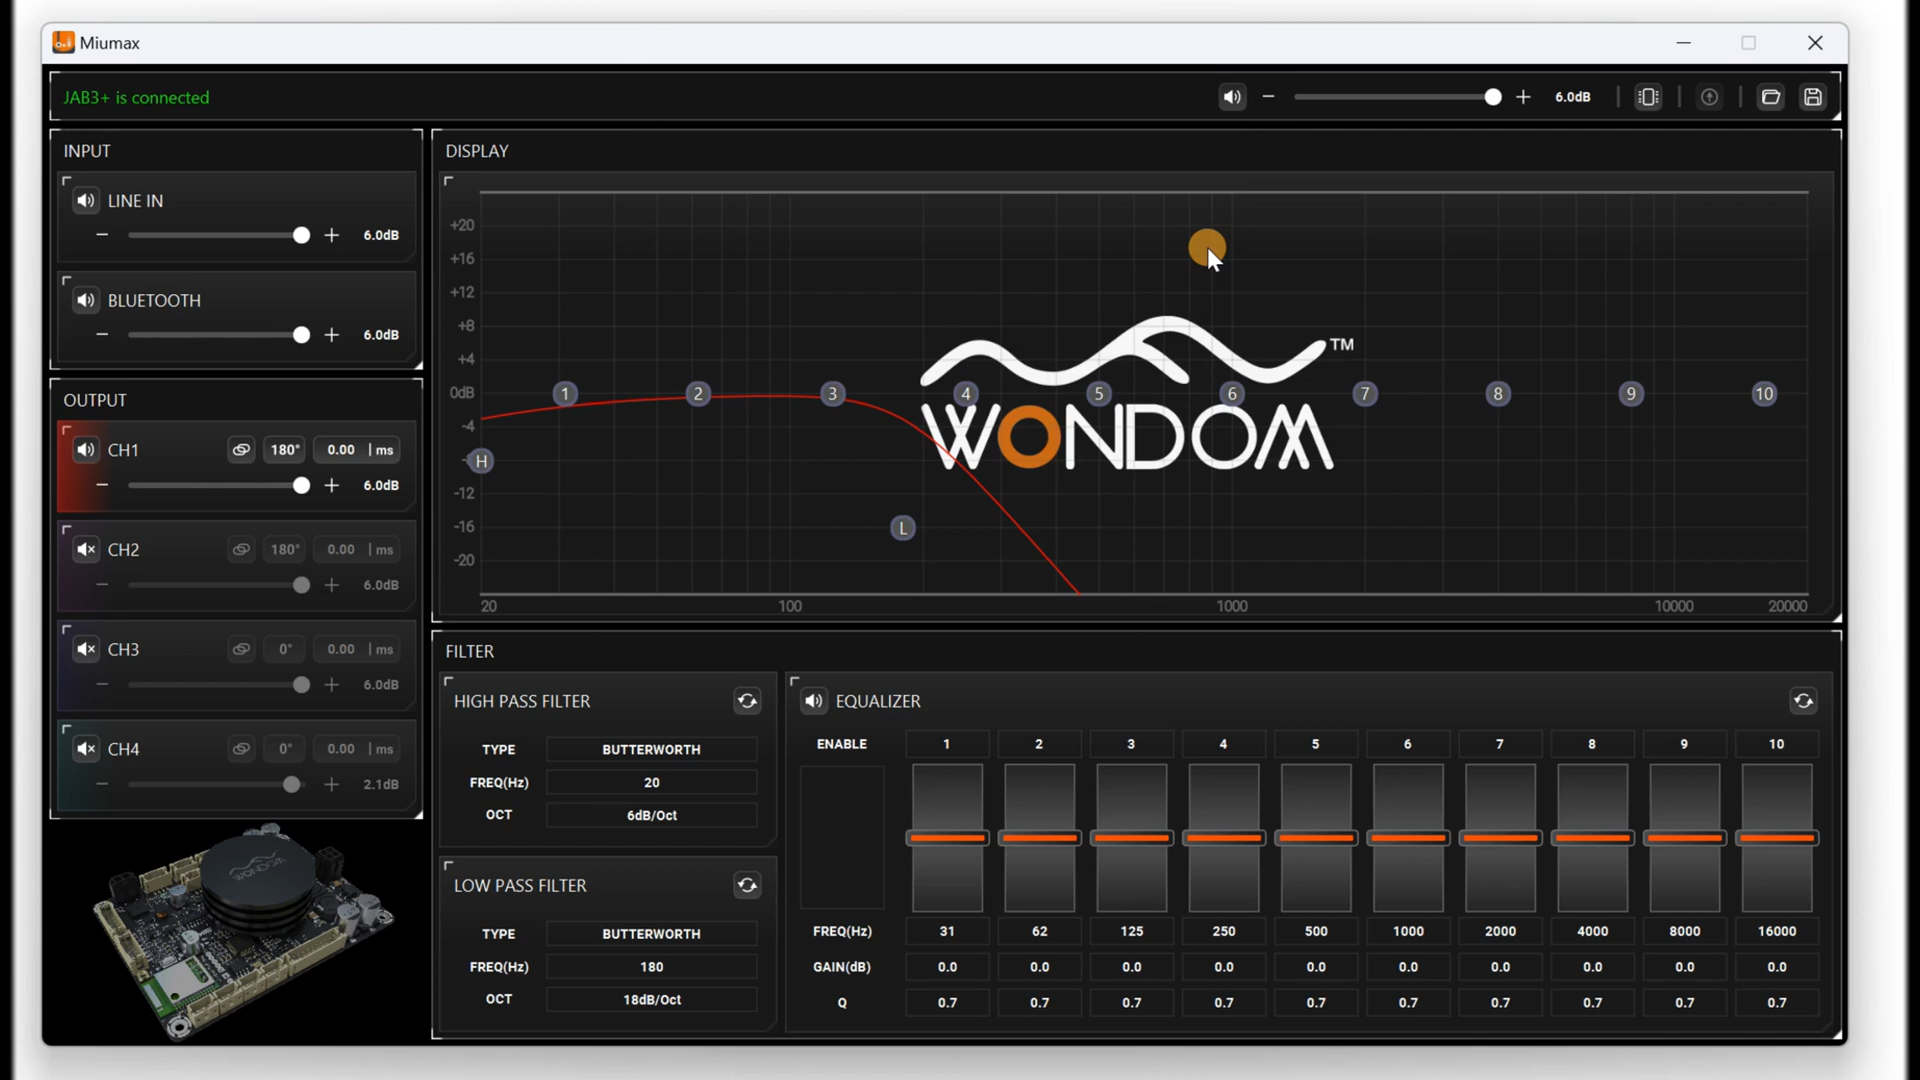 Miumax
JAB3+ is connected
6.0dB
INPUT
LINE IN
6.0dB
BLUETOOTH
6.0dB
OUTPUT
CH1 180° 0.00 | ms
6.0dB
CH2 180° 0.00 | ms
6.0dB
CH3 0° 0.00 | ms
6.0dB
CH4 0° 0.00 | ms
2.1dB
WONDOM
DISPLAY
+20
+16
+12
+8
+4
0dB
-4
-12
-16
-20
1 2 3 4 5 6 7 8 9 10
H
L
TM
WONDOM
20 100 1000 10000 20000
FILTER
HIGH PASS FILTER
TYPE BUTTERWORTH
FREQ(Hz) 20
OCT 6dB/Oct
LOW PASS FILTER
TYPE BUTTERWORTH
FREQ(Hz) 180
OCT 18dB/Oct
EQUALIZER
ENABLE 1 2 3 4 5 6 7 8 9 10
FREQ(Hz) 31 62 125 250 500 1000 2000 4000 8000 16000
GAIN(dB) 0.0 0.0 0.0 0.0 0.0 0.0 0.0 0.0 0.0 0.0
Q 0.7 0.7 0.7 0.7 0.7 0.7 0.7 0.7 0.7 0.7